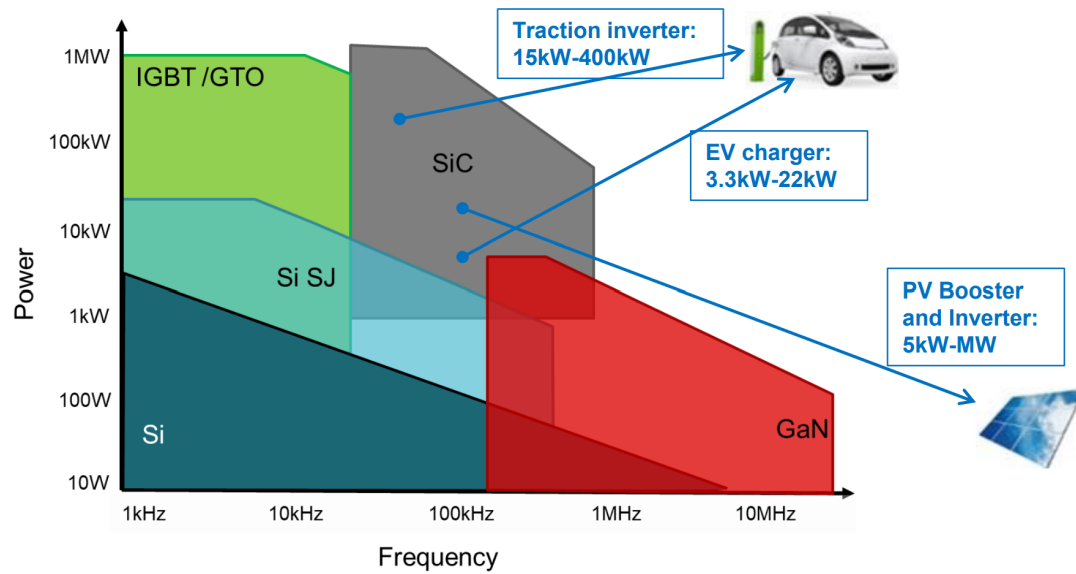 Traction inverter:
15kW-400kW
1MW
IGBT /GTO
100kW
SiC
EV charger:
3.3kW-22kW
10kW
Si SJ
Power
PV Booster
and Inverter:
5kW-MW
1kW
100W
Si
GaN
10W
1kHz
10kHz
100kHz
1MHz
10MHz
Frequency